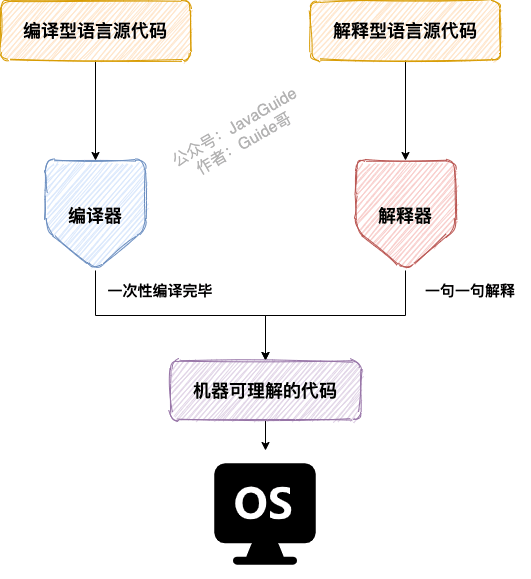 编译型语言源代码
解释型语言源代码
公众号：JavaGuide
作者：Guide哥
编译器
解释器
一次性编译完毕
一句一句解释
机器可理解的代码
OS